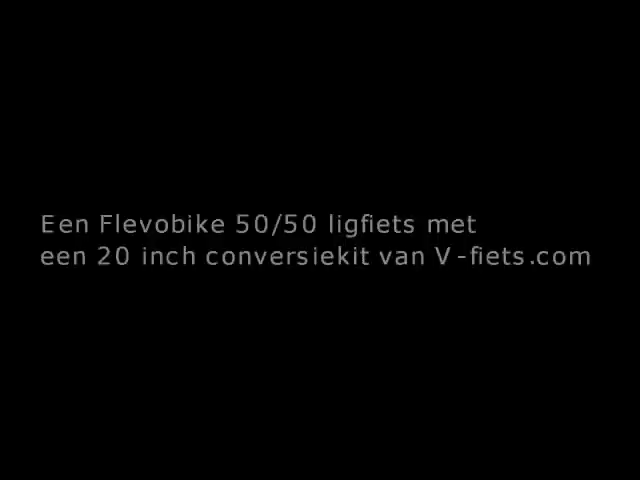 Een Flevobike 50/50 ligfiets met
een 20 inch conversiekit van V-fiets.com